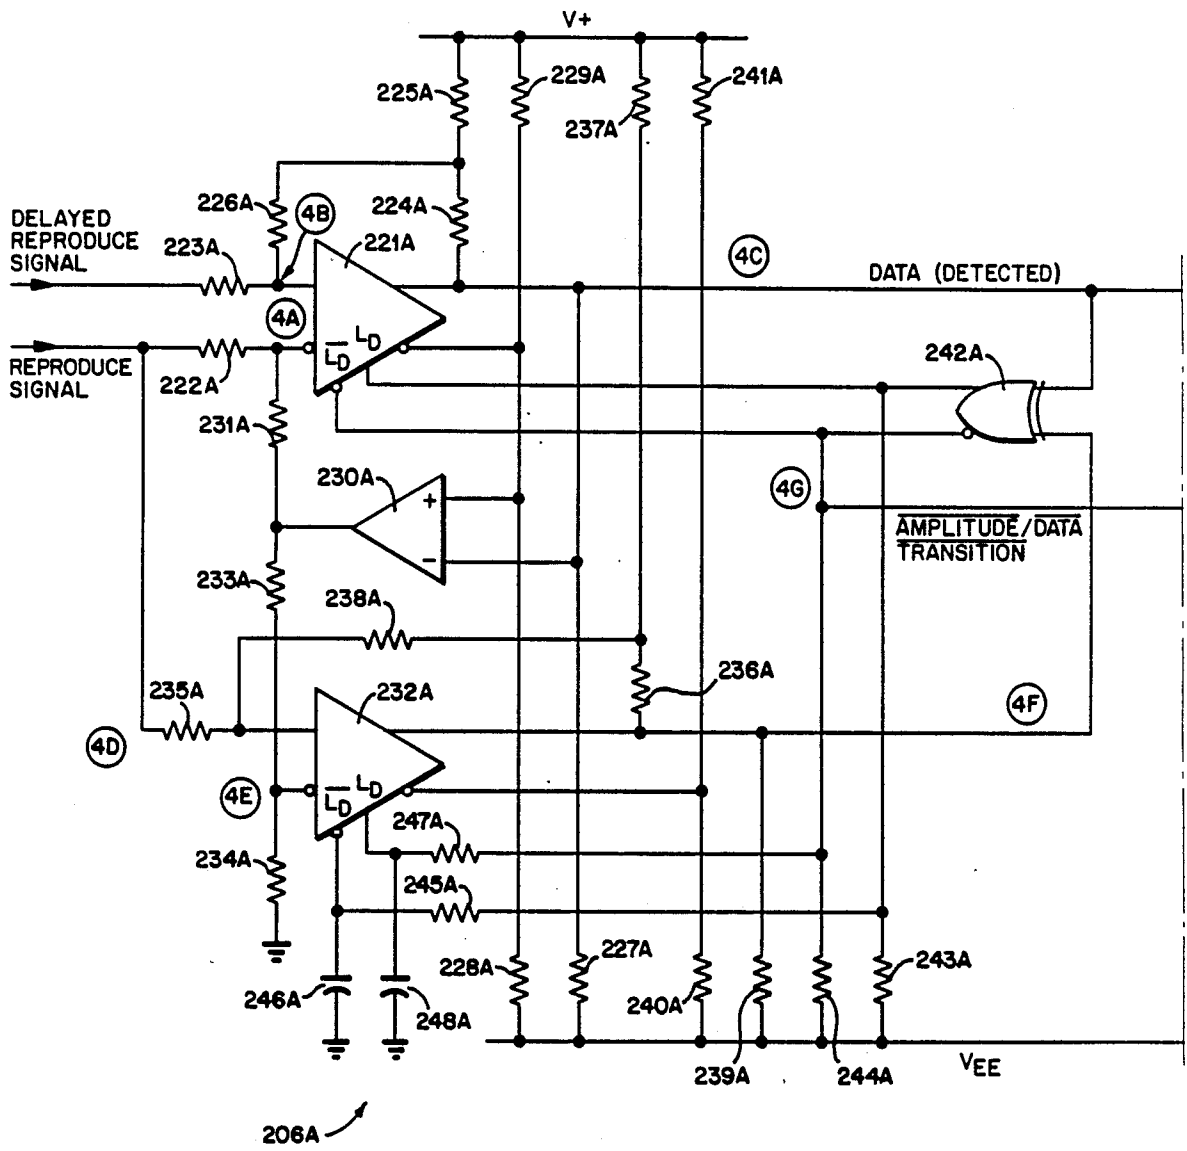 V+
225A
229A
237A
241A
226A
4B
224A
DELAYED
REPRODUCE
SIGNAL
223A
221A
4C
DATA (DETECTED)
4A
LD
LD
REPRODUCE
SIGNAL
222A
242A
231A
230A
+
−
4G
AMPLITUDE/DATA
TRANSITION
233A
238A
236A
235A
232A
4F
4D
4E
LD
LD
247A
234A
245A
228A
227A
240A
243A
246A
248A
239A
244A
VEE
206A